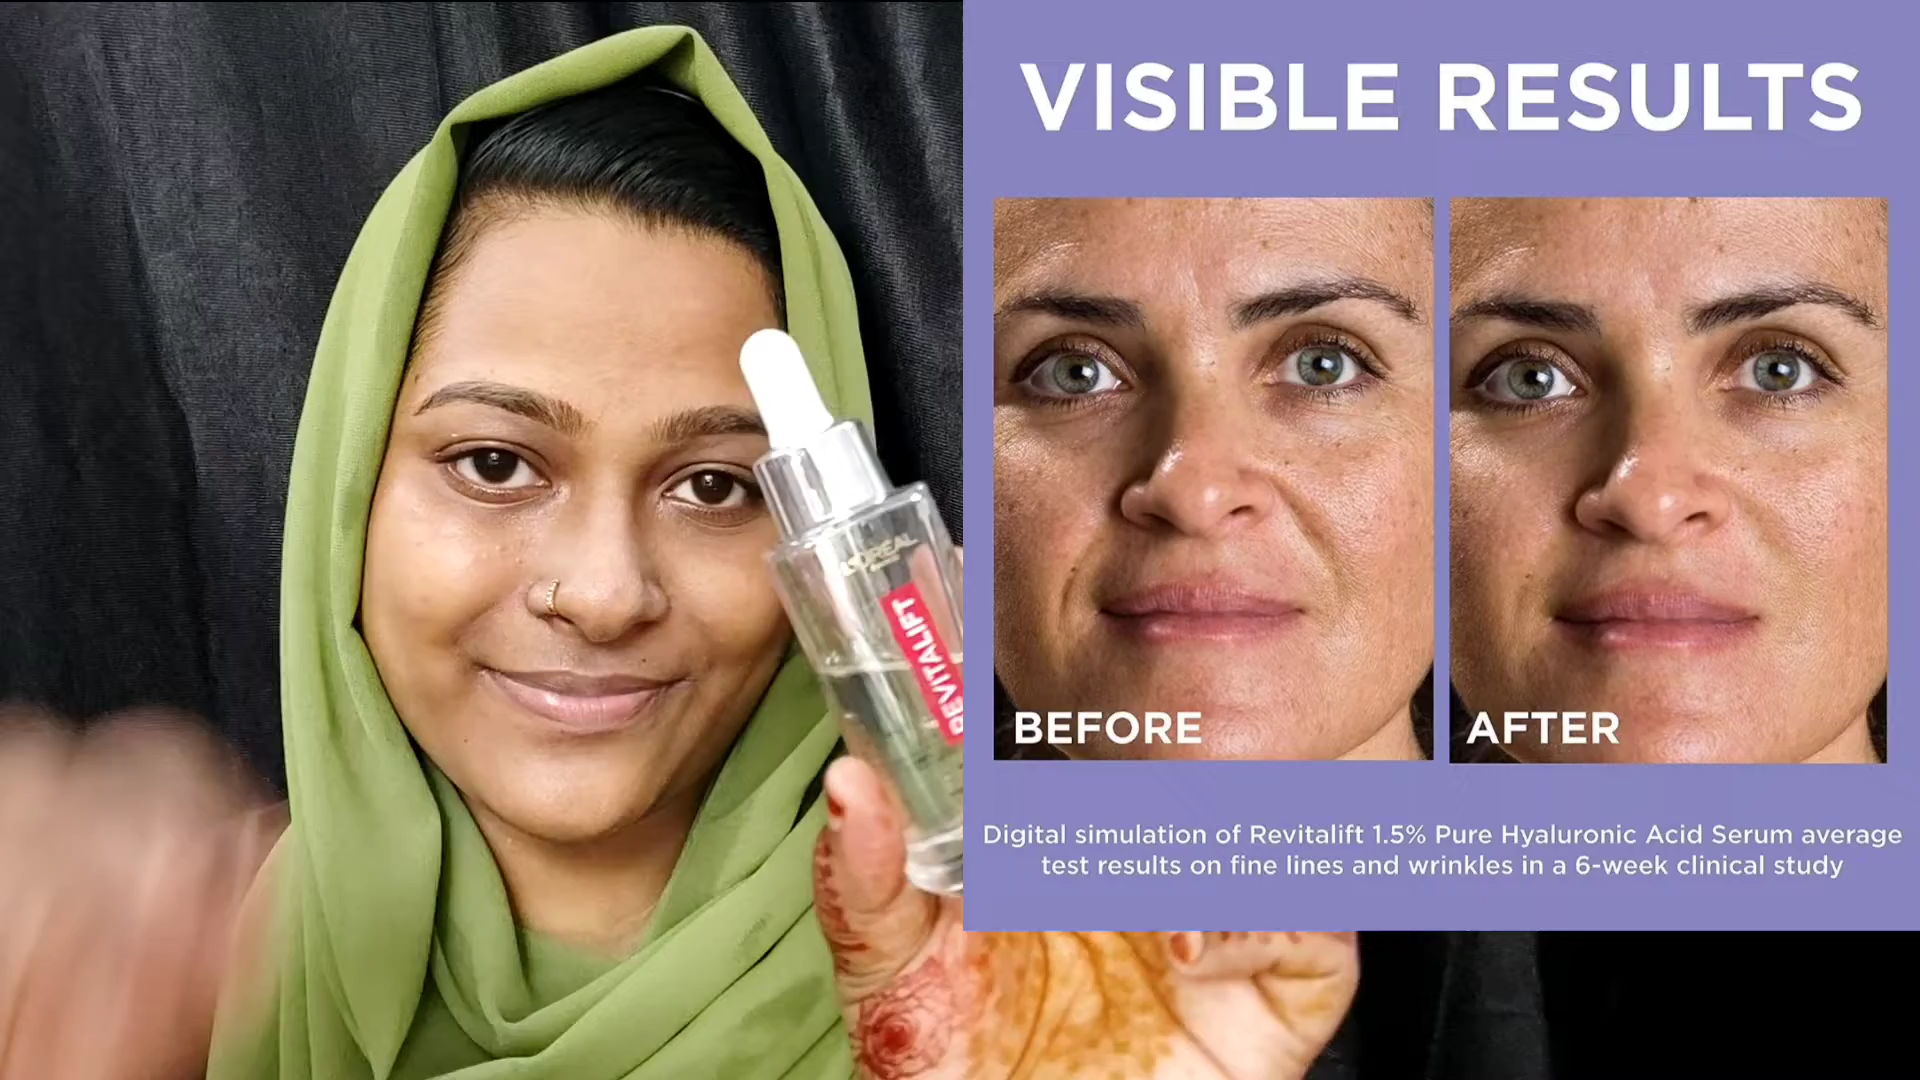 L'ORÉAL
REVITALIFT
VISIBLE RESULTS
BEFORE
AFTER
Digital simulation of Revitalift 1.5% Pure Hyaluronic Acid Serum average
test results on fine lines and wrinkles in a 6-week clinical study